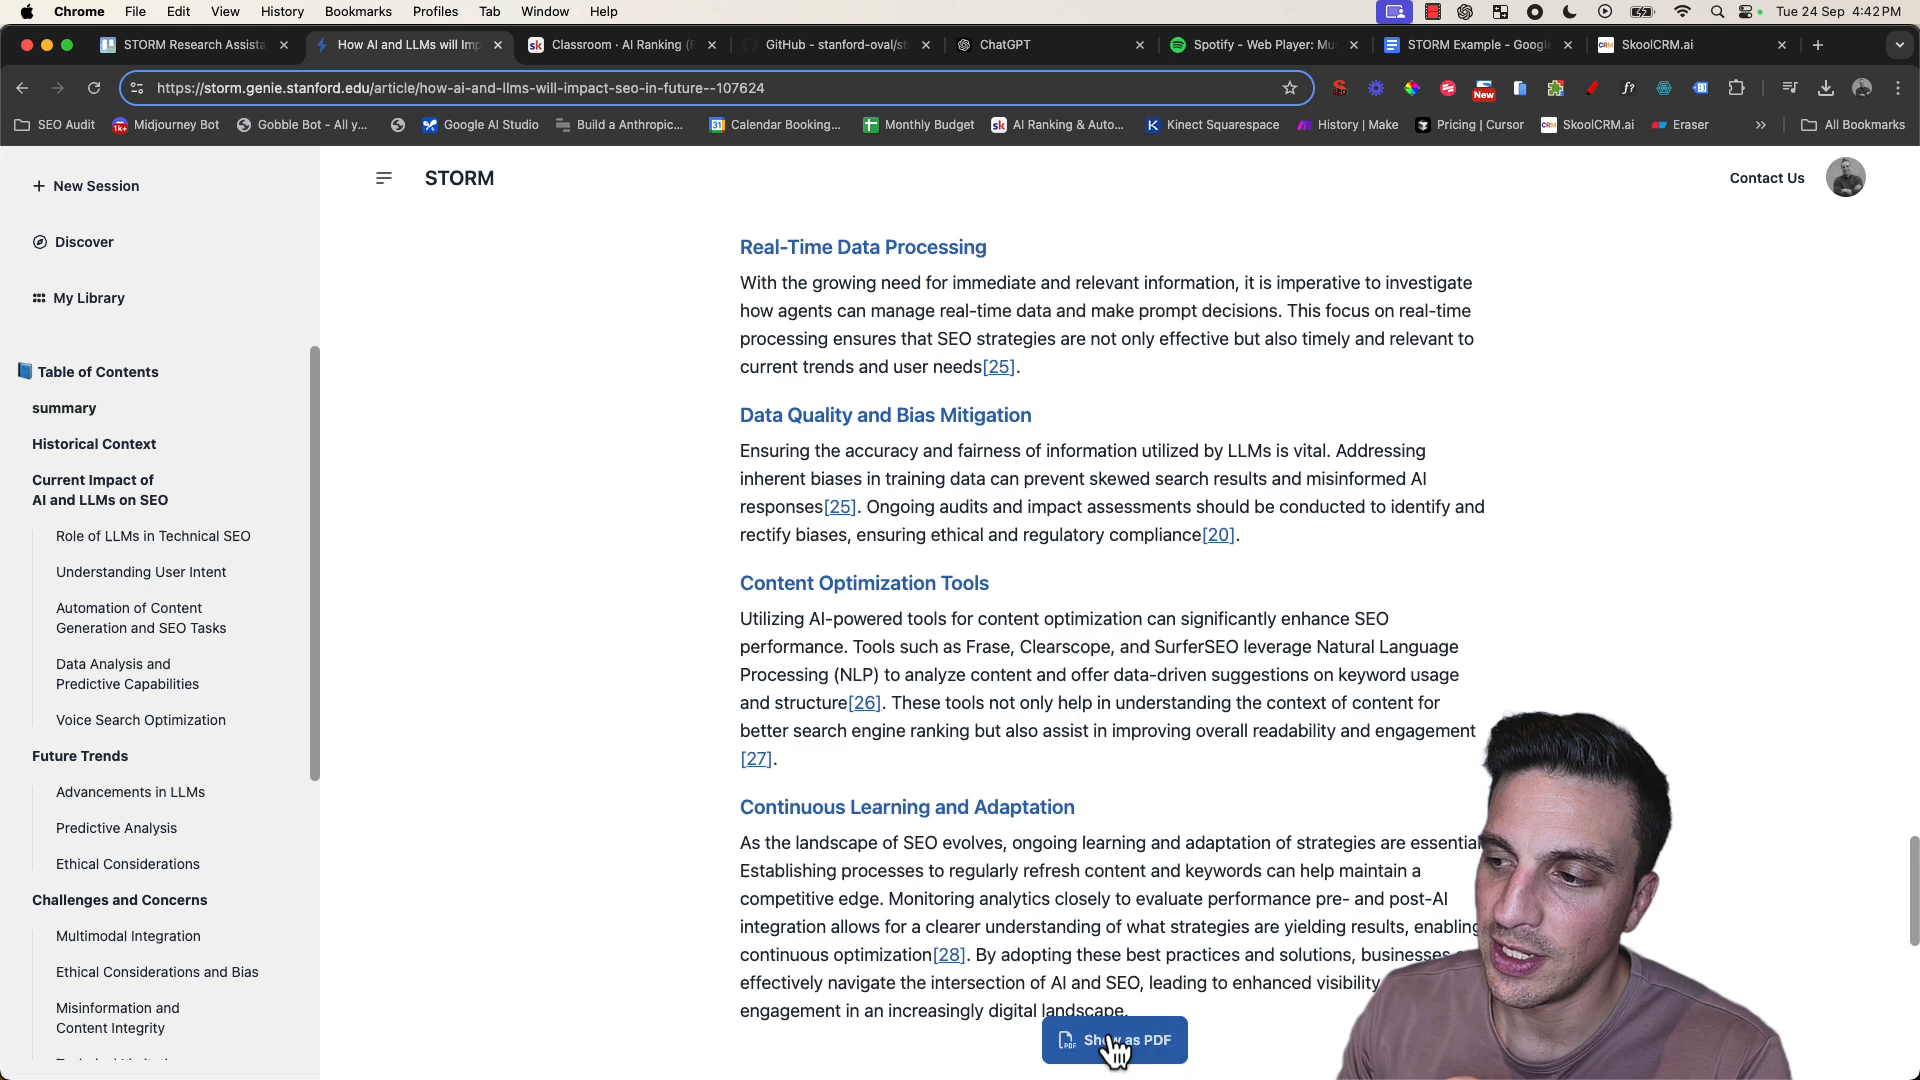 Chrome File Edit View History Bookmarks Profiles Tab Window Help Tue 24 Sep 4:42 PM
STORM Research Assista How AI and LLMs will Imp Classroom · AI Ranking (F GitHub - stanford-oval/st ChatGPT Spotify - Web Player: Mu STORM Example - Google SkoolCRM.ai
https://storm.genie.stanford.edu/article/how-ai-and-llms-will-impact-seo-in-future--107624 New
SEO Audit Midjourney Bot Gobble Bot - All y... Google AI Studio Build a Anthropic... Calendar Booking... Monthly Budget AI Ranking & Auto... Kinect Squarespace History | Make Pricing | Cursor SkoolCRM.ai Eraser All Bookmarks
New Session
Discover
My Library
Table of Contents
summary
Historical Context
Current Impact of
AI and LLMs on SEO
Role of LLMs in Technical SEO
Understanding User Intent
Automation of Content
Generation and SEO Tasks
Data Analysis and
Predictive Capabilities
Voice Search Optimization
Future Trends
Advancements in LLMs
Predictive Analysis
Ethical Considerations
Challenges and Concerns
Multimodal Integration
Ethical Considerations and Bias
Misinformation and
Content Integrity
STORM
Contact Us
Real-Time Data Processing
With the growing need for immediate and relevant information, it is imperative to investigate
how agents can manage real-time data and make prompt decisions. This focus on real-time
processing ensures that SEO strategies are not only effective but also timely and relevant to
current trends and user needs[25].
Data Quality and Bias Mitigation
Ensuring the accuracy and fairness of information utilized by LLMs is vital. Addressing
inherent biases in training data can prevent skewed search results and misinformed AI
responses[25]. Ongoing audits and impact assessments should be conducted to identify and
rectify biases, ensuring ethical and regulatory compliance[20].
Content Optimization Tools
Utilizing AI-powered tools for content optimization can significantly enhance SEO
performance. Tools such as Frase, Clearscope, and SurferSEO leverage Natural Language
Processing (NLP) to analyze content and offer data-driven suggestions on keyword usage
and structure[26]. These tools not only help in understanding the context of content for
better search engine ranking but also assist in improving overall readability and engagement
[27].
Continuous Learning and Adaptation
As the landscape of SEO evolves, ongoing learning and adaptation of strategies are essential
Establishing processes to regularly refresh content and keywords can help maintain a
competitive edge. Monitoring analytics closely to evaluate performance pre- and post-AI
integration allows for a clearer understanding of what strategies are yielding results, enabling
continuous optimization[28]. By adopting these best practices and solutions, businesses
effectively navigate the intersection of AI and SEO, leading to enhanced visibility
engagement in an increasingly digital landscape.
Show as PDF